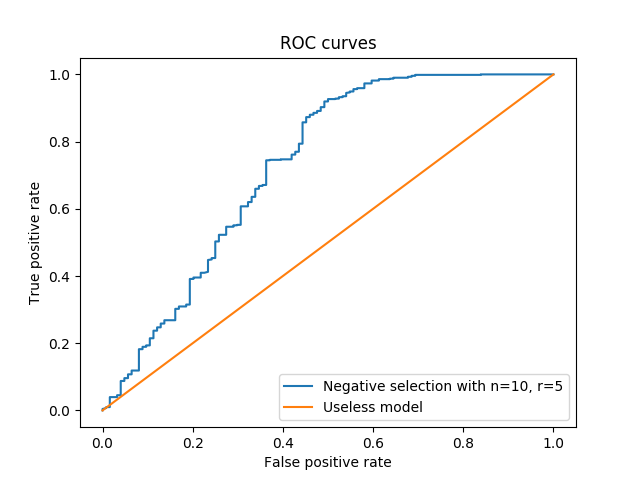 ROC curves
True positive rate
1.0
0.8
0.6
0.4
0.2
0.0
0.0 0.2 0.4 0.6 0.8 1.0
False positive rate
Negative selection with n=10, r=5
Useless model